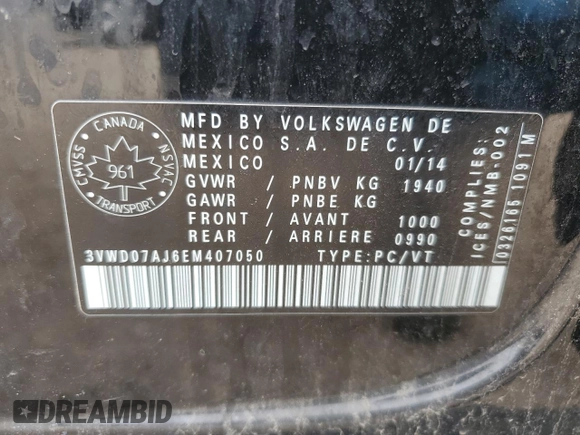 CANADA
CMVSS
NSVAC
961
TRANSPORT
MFD BY VOLKSWAGEN DE
MEXICO S.A. DE C.V.
MEXICO 01/14
GVWR / PNBV KG 1940
GAWR / PNBE KG
FRONT / AVANT 1000
REAR / ARRIERE 0990
3VWD07AJ6EM407050 TYPE:PC/VT
COMPLIES:
ICES/NMB-002
0926165 1091 M
DREAMBID